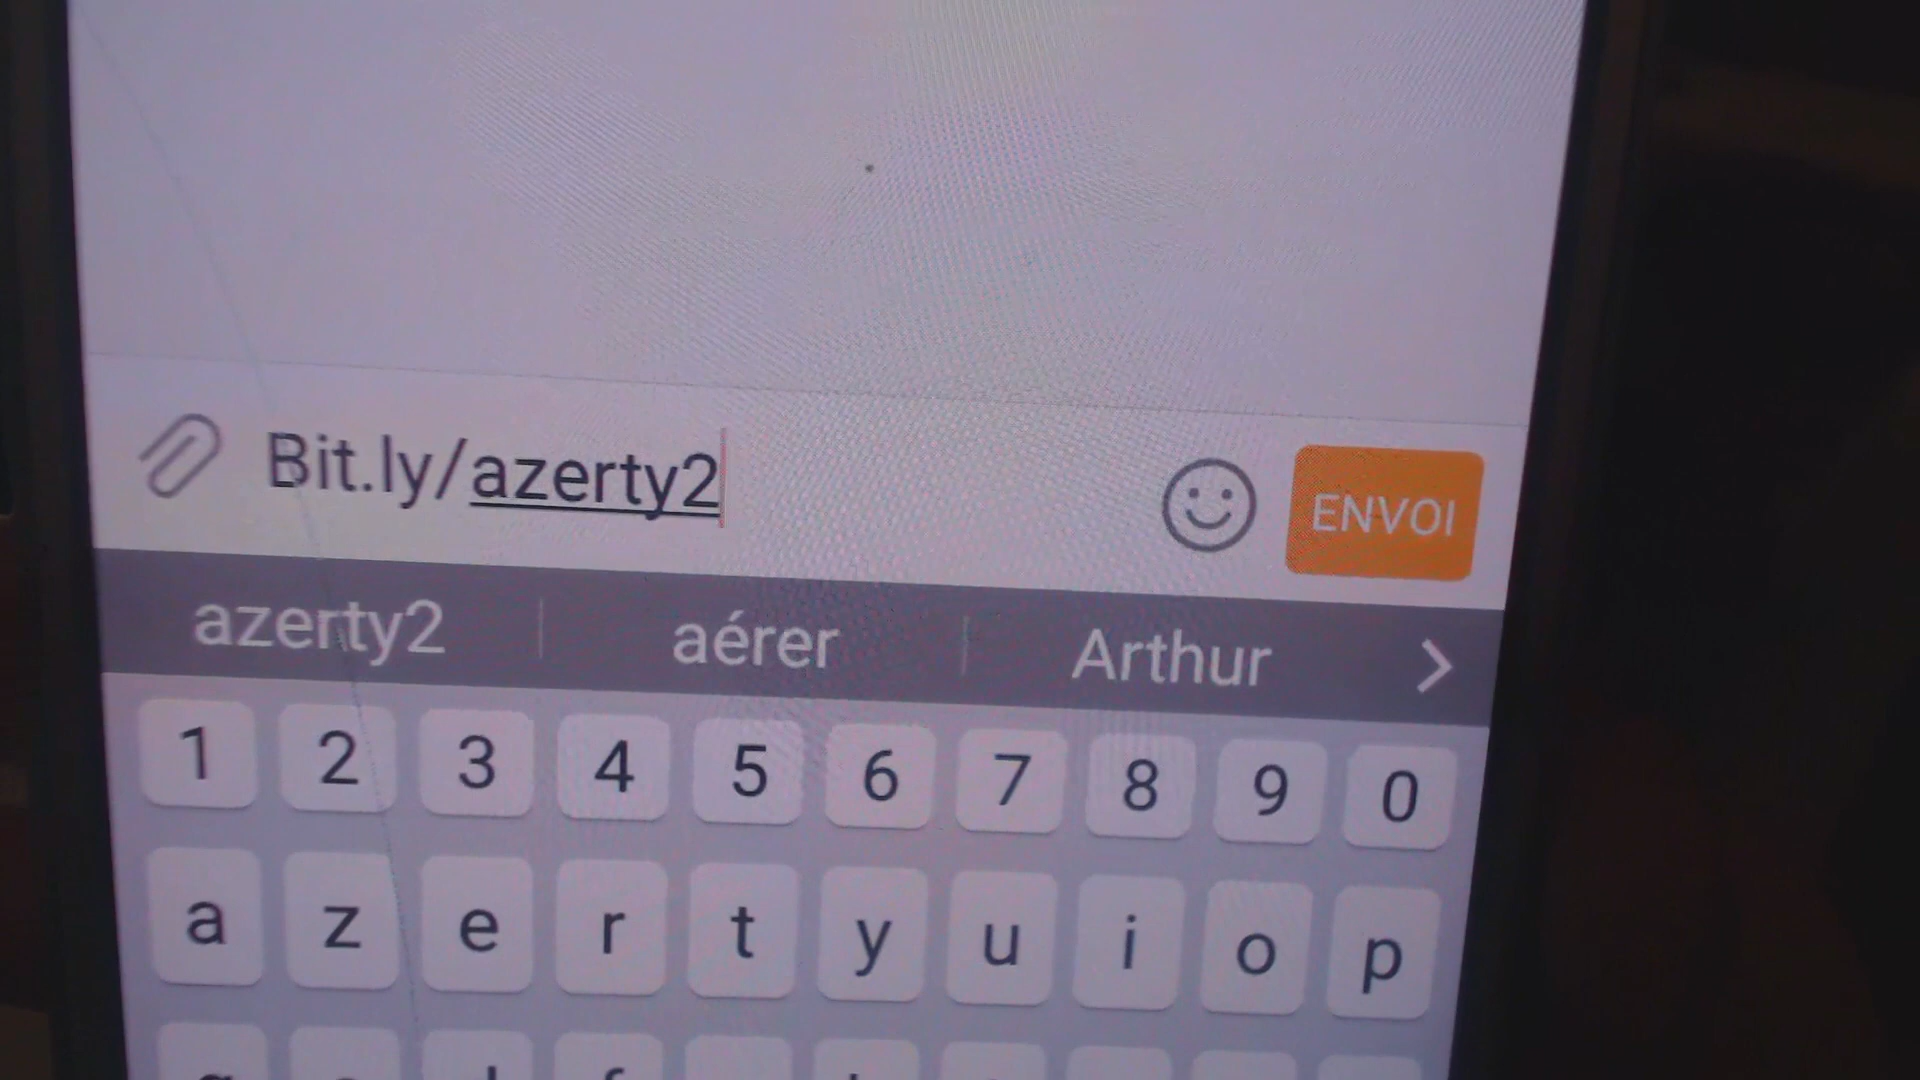 Bit.ly/azerty2
ENVOI
azerty2 aérer Arthur
1 2 3 4 5 6 7 8 9 0
a z e r t y u i o p